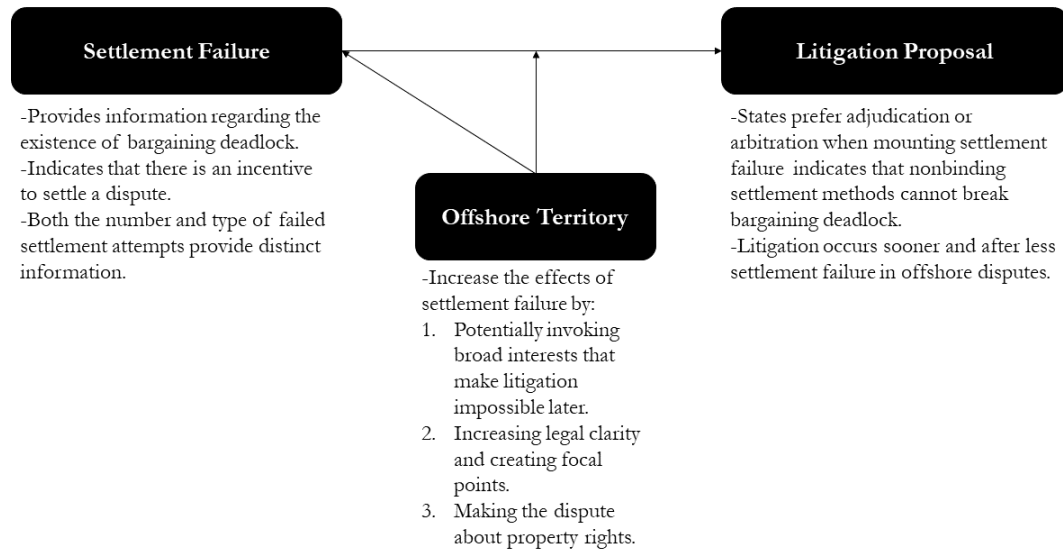 Settlement Failure
-Provides information regarding the
existence of bargaining deadlock.
-Indicates that there is an incentive
to settle a dispute.
-Both the number and type of failed
settlement attempts provide distinct
information.
Offshore Territory
-Increase the effects of
settlement failure by:
1. Potentially invoking
broad interests that
make litigation
impossible later.
2. Increasing legal clarity
and creating focal
points.
3. Making the dispute
about property rights.
Litigation Proposal
-States prefer adjudication or
arbitration when mounting settlement
failure indicates that nonbinding
settlement methods cannot break
bargaining deadlock.
-Litigation occurs sooner and after less
settlement failure in offshore disputes.